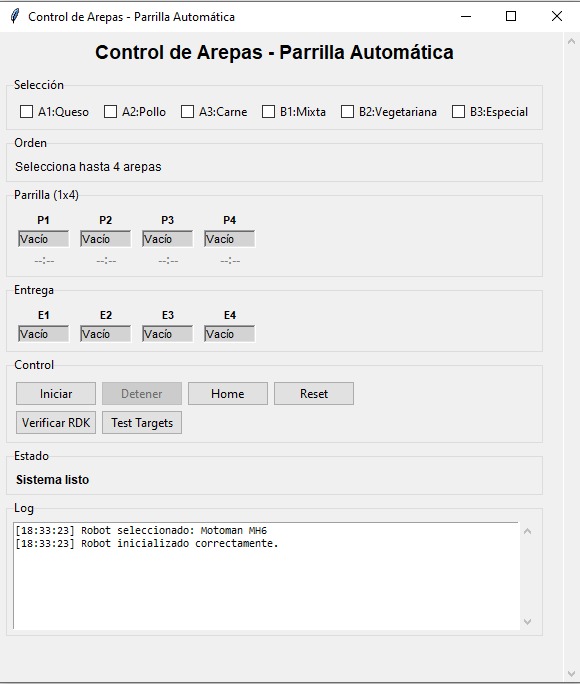 Control de Arepas - Parrilla Automática
Control de Arepas - Parrilla Automática
Selección
A1:Queso A2:Pollo A3:Carne B1:Mixta B2:Vegetariana B3:Especial
Orden
Selecciona hasta 4 arepas
Parrilla (1x4)
P1 P2 P3 P4
Vacío Vacío Vacío Vacío
--:-- --:-- --:-- --:--
Entrega
E1 E2 E3 E4
Vacío Vacío Vacío Vacío
Control
Iniciar Detener Home Reset
Verificar RDK Test Targets
Estado
Sistema listo
Log
[18:33:23] Robot seleccionado: Motoman MH6
[18:33:23] Robot inicializado correctamente.